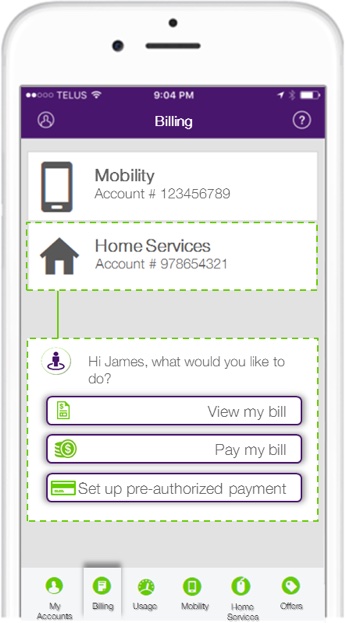 TELUS 9:04 PM
Billing
?
Mobility
Account # 123456789
Home Services
Account # 978654321
Hi James, what would you like to
do?
View my bill
Pay my bill
Set up pre-authorized payment
My
Accounts
Billing
Usage
Mobility
Home
Services
Offers